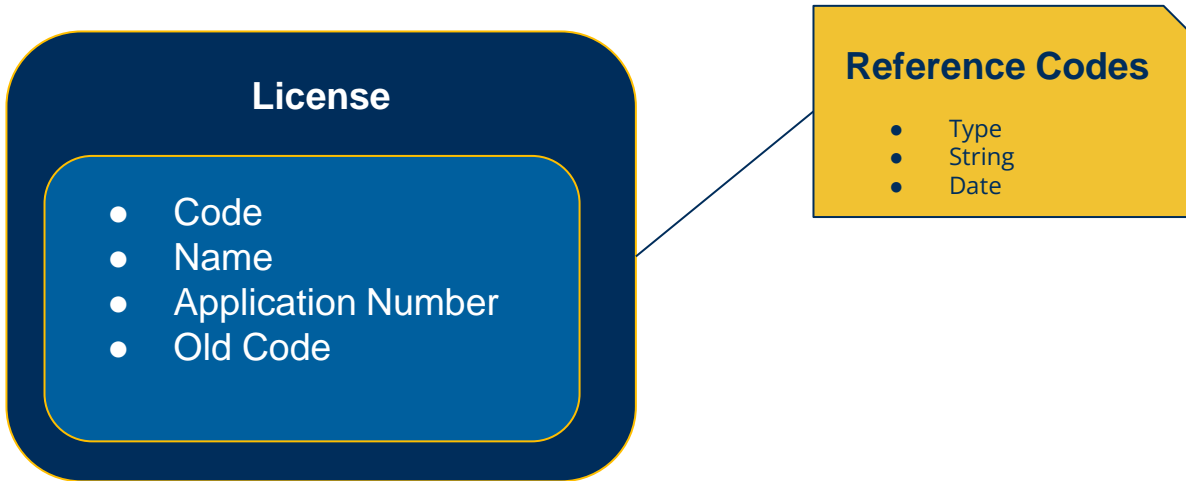 License
● Code
● Name
● Application Number
● Old Code
Reference Codes
● Type
● String
● Date